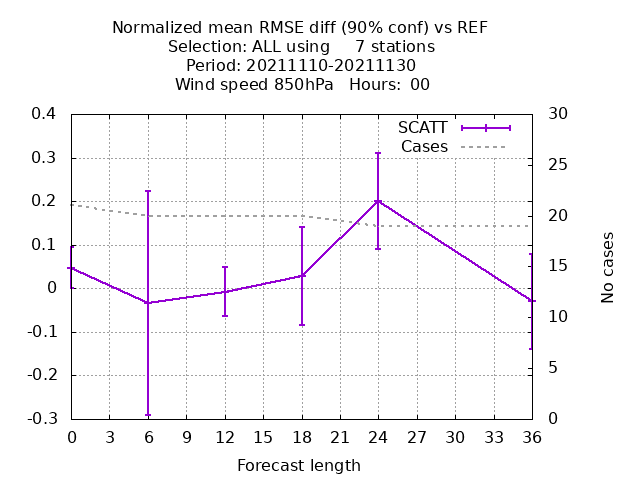 Normalized mean RMSE diff (90% conf) vs REF
Selection: ALL using     7 stations
Period: 20211110-20211130
Wind speed 850hPa   Hours:  00
0.4
0.3
0.2
0.1
0
-0.1
-0.2
-0.3
SCATT
Cases
30
25
20
15
10
5
0
No cases
0 3 6 9 12 15 18 21 24 27 30 33 36
Forecast length